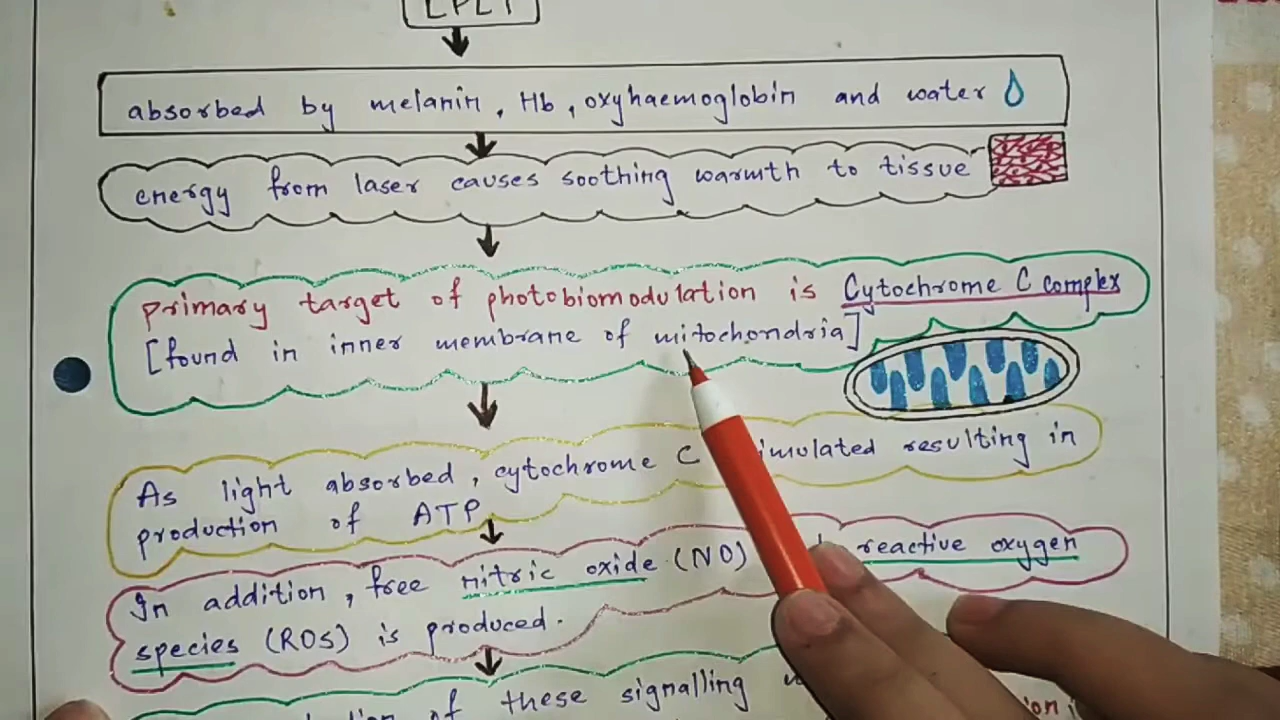 absorbed by melanin, Hb, oxyhaemoglobin and water
energy from laser causes soothing warmth to tissue
primary target of photobiomodulation is Cytochrome C complex
[found in inner membrane of mitochondria]
As light absorbed, cytochrome C imulated resulting in
production of ATP
In addition, free nitric oxide (NO) reactive oxygen
species (ROS) is produced.
of these signalling